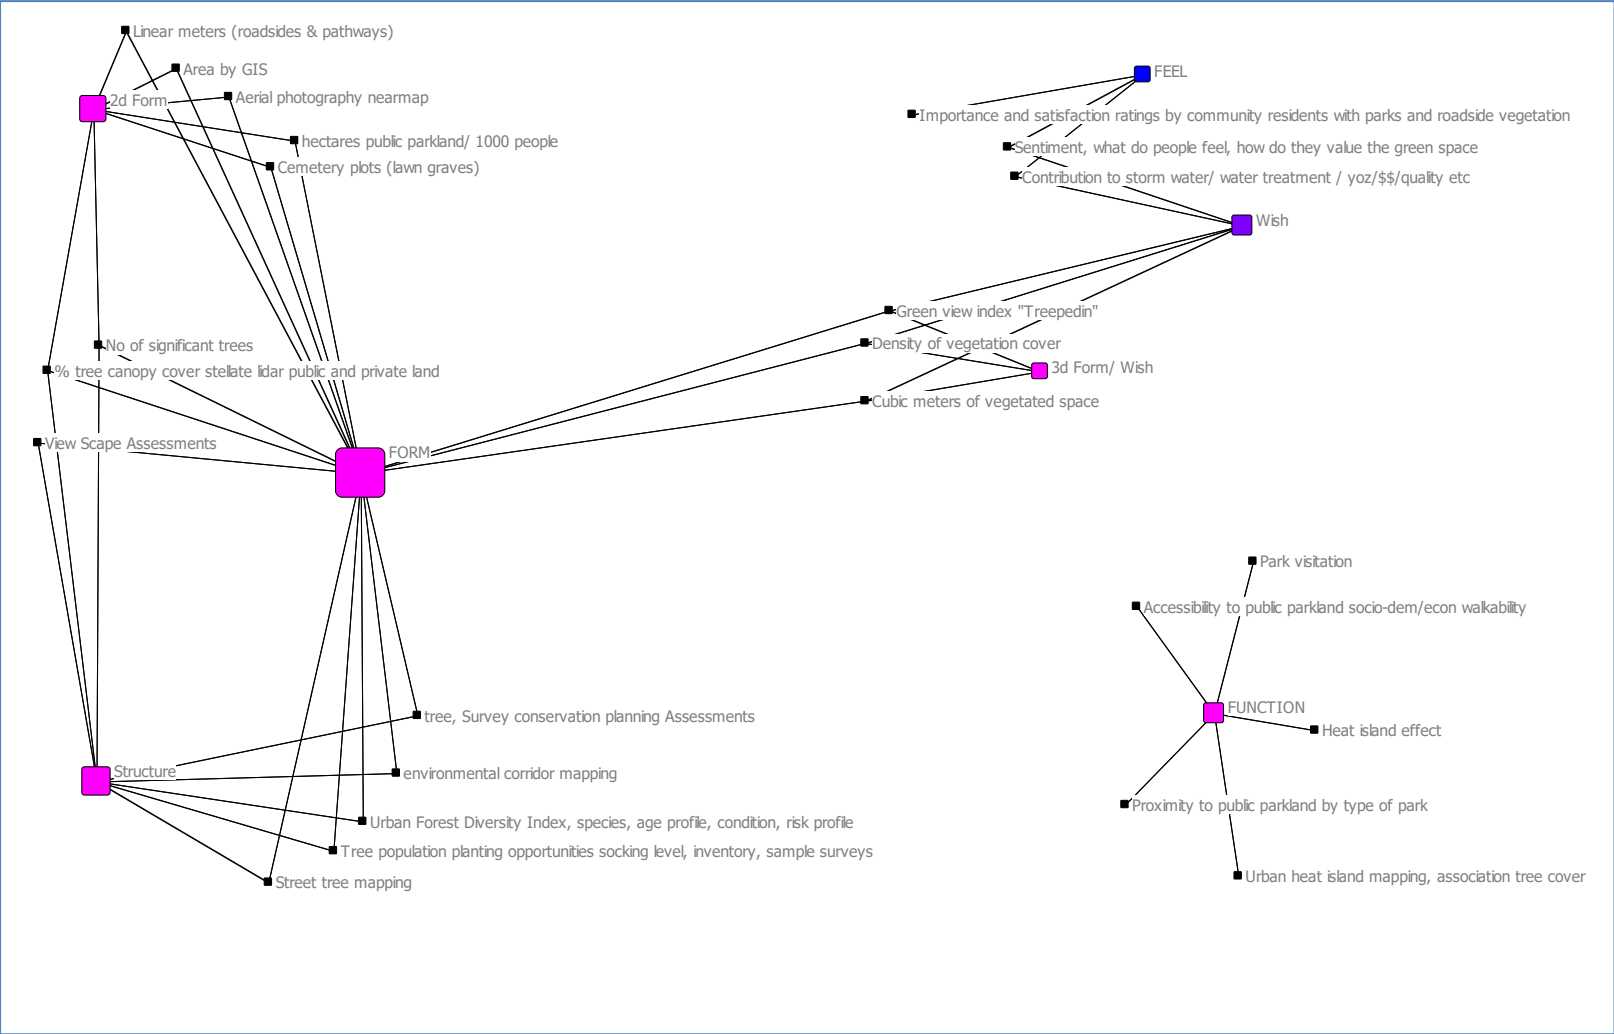 Linear meters (roadsides & pathways)
Area by GIS
2d Form
Aerial photography nearmap
hectares public parkland/ 1000 people
Cemetery plots (lawn graves)
FEEL
Importance and satisfaction ratings by community residents with parks and roadside vegetation
Sentiment, what do people feel, how do they value the green space
Contribution to storm water/ water treatment / yoz/$$/quality etc
Wish
Green view index "Treepedin"
Density of vegetation cover
3d Form/ Wish
Cubic meters of vegetated space
No of significant trees
% tree canopy cover stellate lidar public and private land
View Scape Assessments
FORM
Park visitation
Accessibility to public parkland socio-dem/econ walkability
FUNCTION
Heat island effect
Proximity to public parkland by type of park
Urban heat island mapping, association tree cover
tree, Survey conservation planning Assessments
Structure
environmental corridor mapping
Urban Forest Diversity Index, species, age profile, condition, risk profile
Tree population planting opportunities socking level, inventory, sample surveys
Street tree mapping